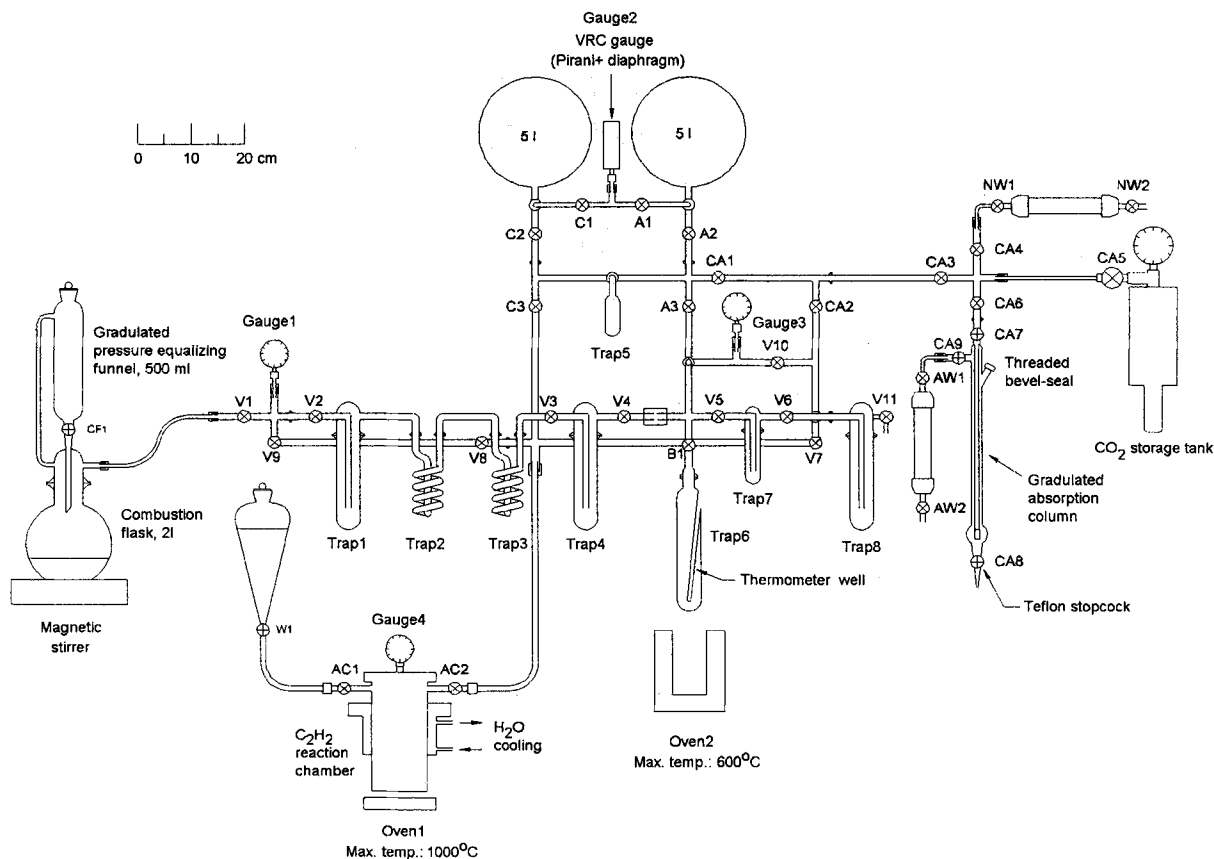 Gauge2
VRC gauge
(Pirani+ diaphragm)
5 l
5 l
0 10 20 cm
NW1
NW2
C1
A1
C2
A2
CA4
CA1
CA3
CA5
C3
A3
CA2
CA6
Trap5
Gauge3
V10
CA7
CA9
Threaded
bevel-seal
AW1
Gauge1
Gradulated
pressure equalizing
funnel, 500 ml
CF1
V1
V2
V3
V4
V5
V6
V11
V9
V8
B1
V7
CO2 storage tank
Gradulated
absorption
column
AW2
Combustion
flask, 2l
Trap1
Trap2
Trap3
Trap4
Trap6
Trap7
Trap8
CA8
Thermometer well
Teflon stopcock
Magnetic
stirrer
W1
Gauge4
AC1
AC2
C2H2
reaction
chamber
H2O
cooling
Oven2
Max. temp.: 600°C
Oven1
Max. temp.: 1000°C